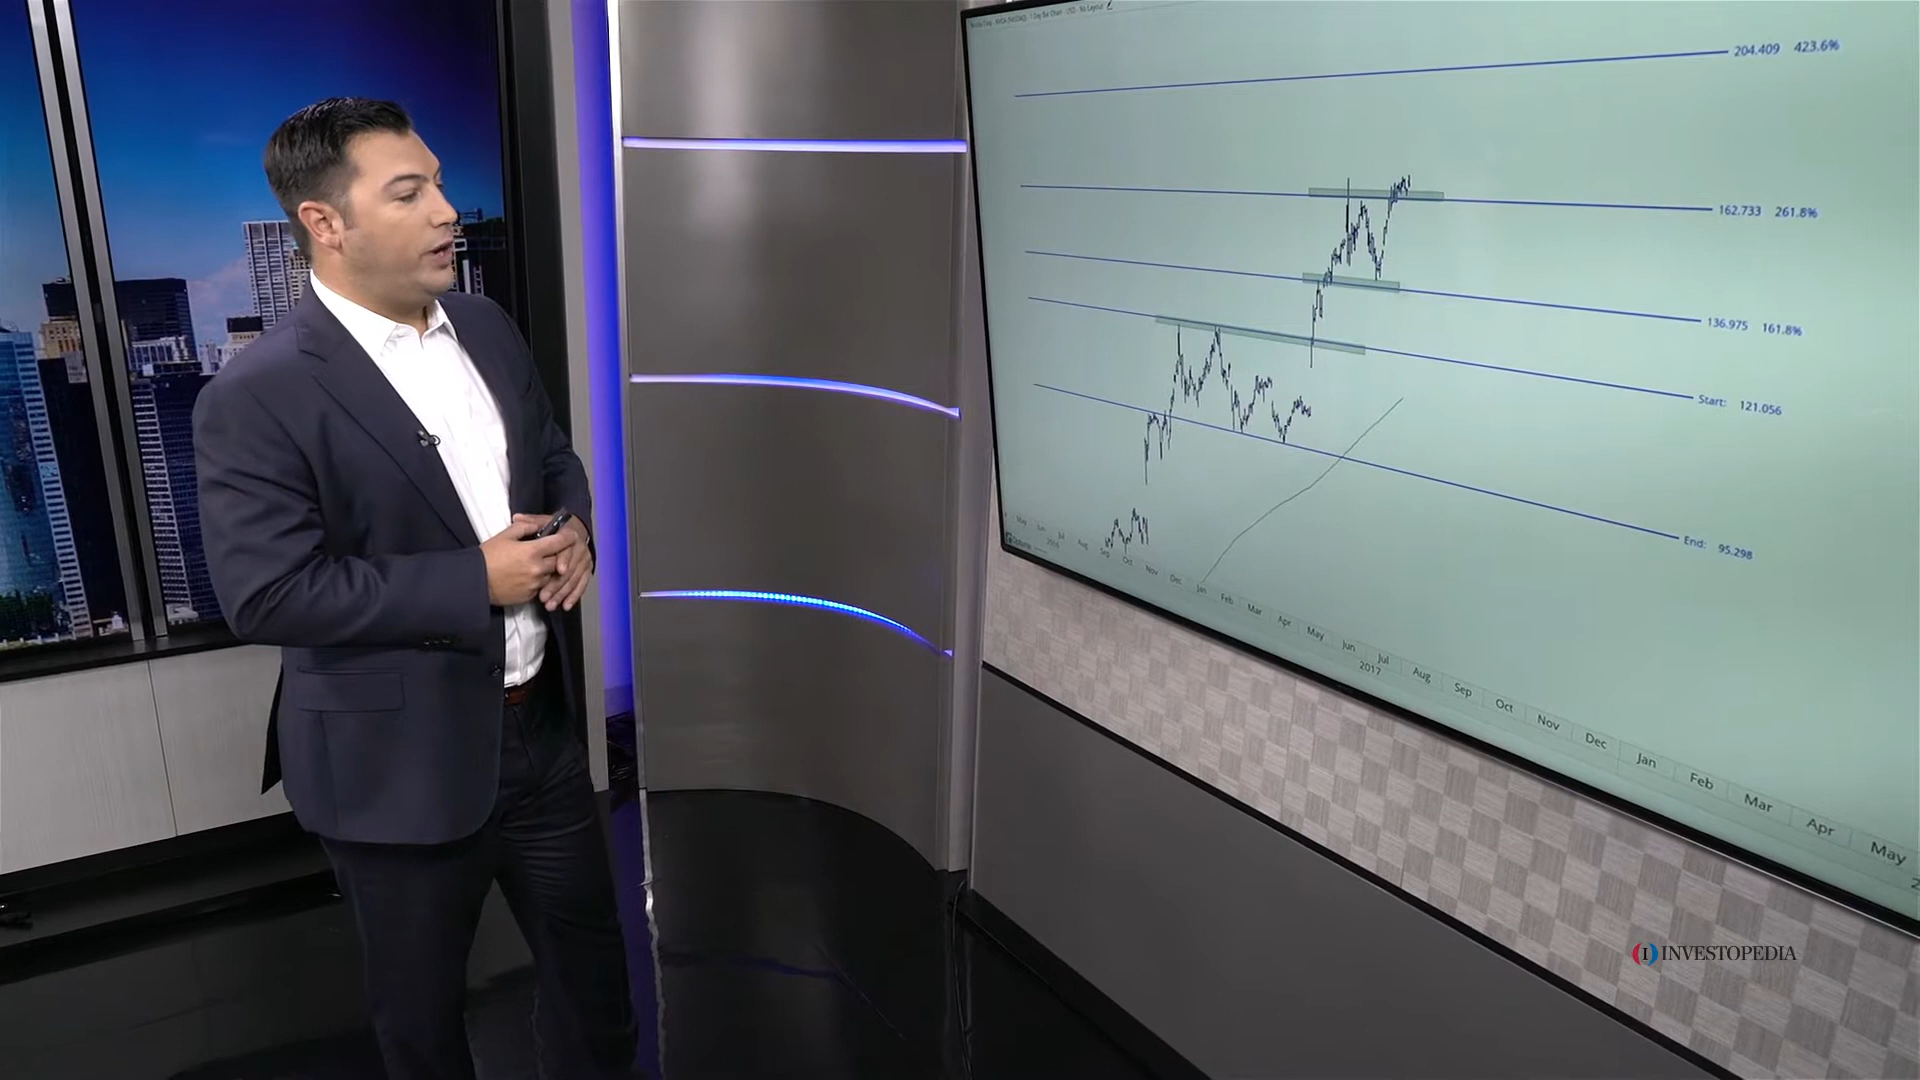 204.409 423.6%
162.733 261.8%
136.975 161.8%
Start: 121.056
End: 95.298
May Jun Jul Aug Sep Oct Nov Dec Jan Feb Mar Apr May Jun Jul Aug Sep Oct Nov Dec Jan Feb Mar Apr May
2016 2017
INVESTOPEDIA